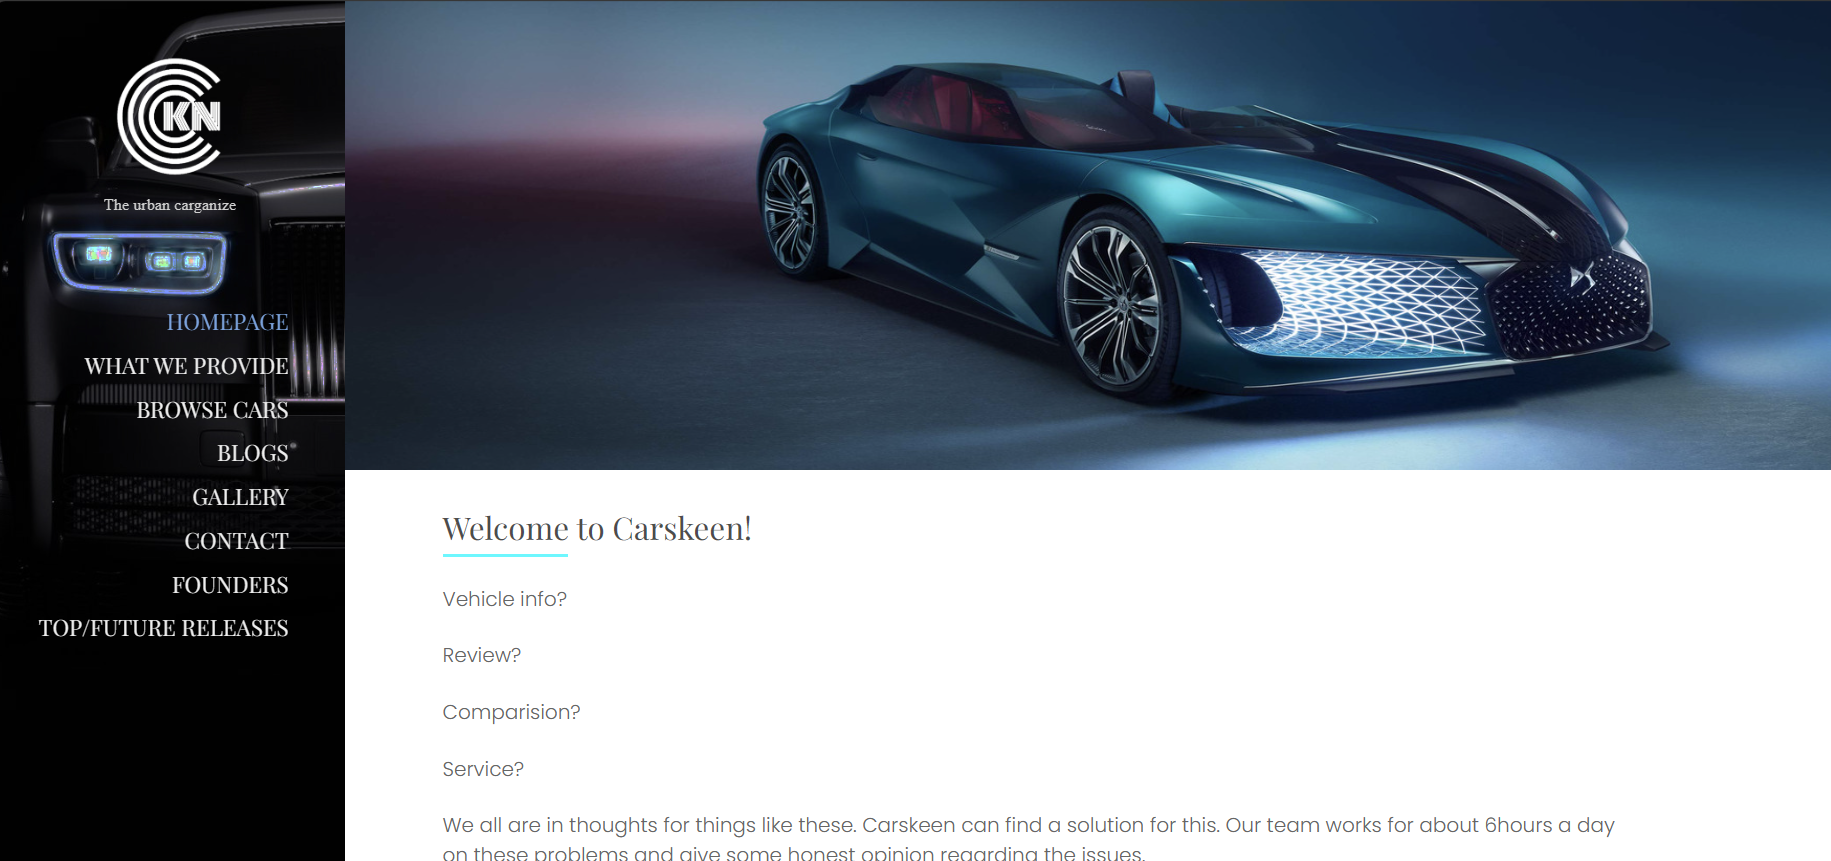 CKN
The urban carganize
HOMEPAGE
WHAT WE PROVIDE
BROWSE CARS
BLOGS
GALLERY
CONTACT
FOUNDERS
TOP/FUTURE RELEASES
Welcome to Carskeen!
Vehicle info?
Review?
Comparision?
Service?
We all are in thoughts for things like these. Carskeen can find a solution for this. Our team works for about 6hours a day
on these problems and give some honest opinion regarding the issues.